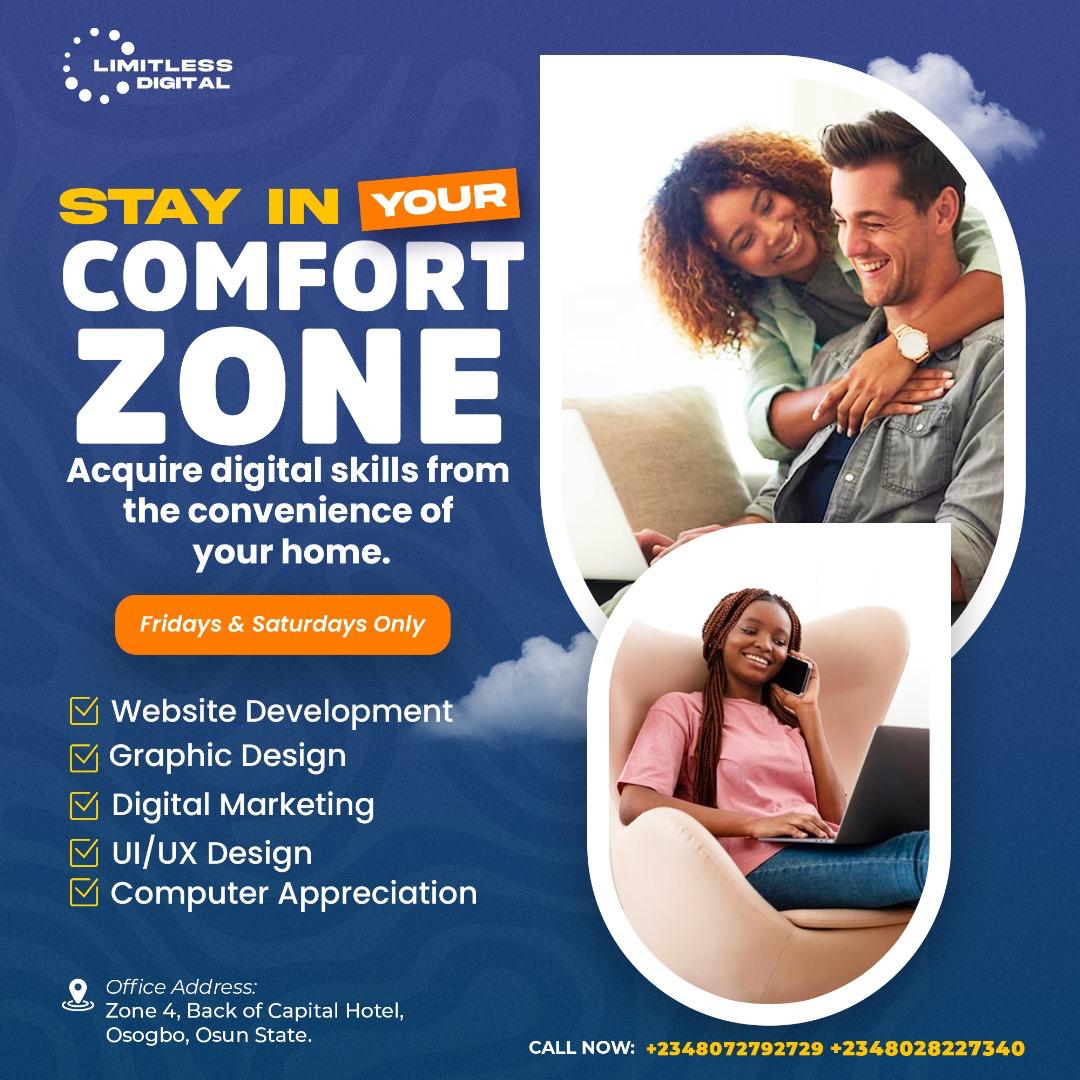 LIMITLESS
DIGITAL
STAY IN YOUR
COMFORT
ZONE
Acquire digital skills from
the convenience of
your home.
Fridays & Saturdays Only
Website Development
Graphic Design
Digital Marketing
UI/UX Design
Computer Appreciation
Office Address:
Zone 4, Back of Capital Hotel,
Osogbo, Osun State.
CALL NOW: +2348072792729 +2348028227340